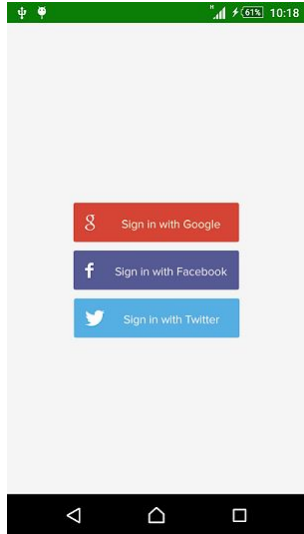 H 61% 10:18
g Sign in with Google
f Sign in with Facebook
Sign in with Twitter